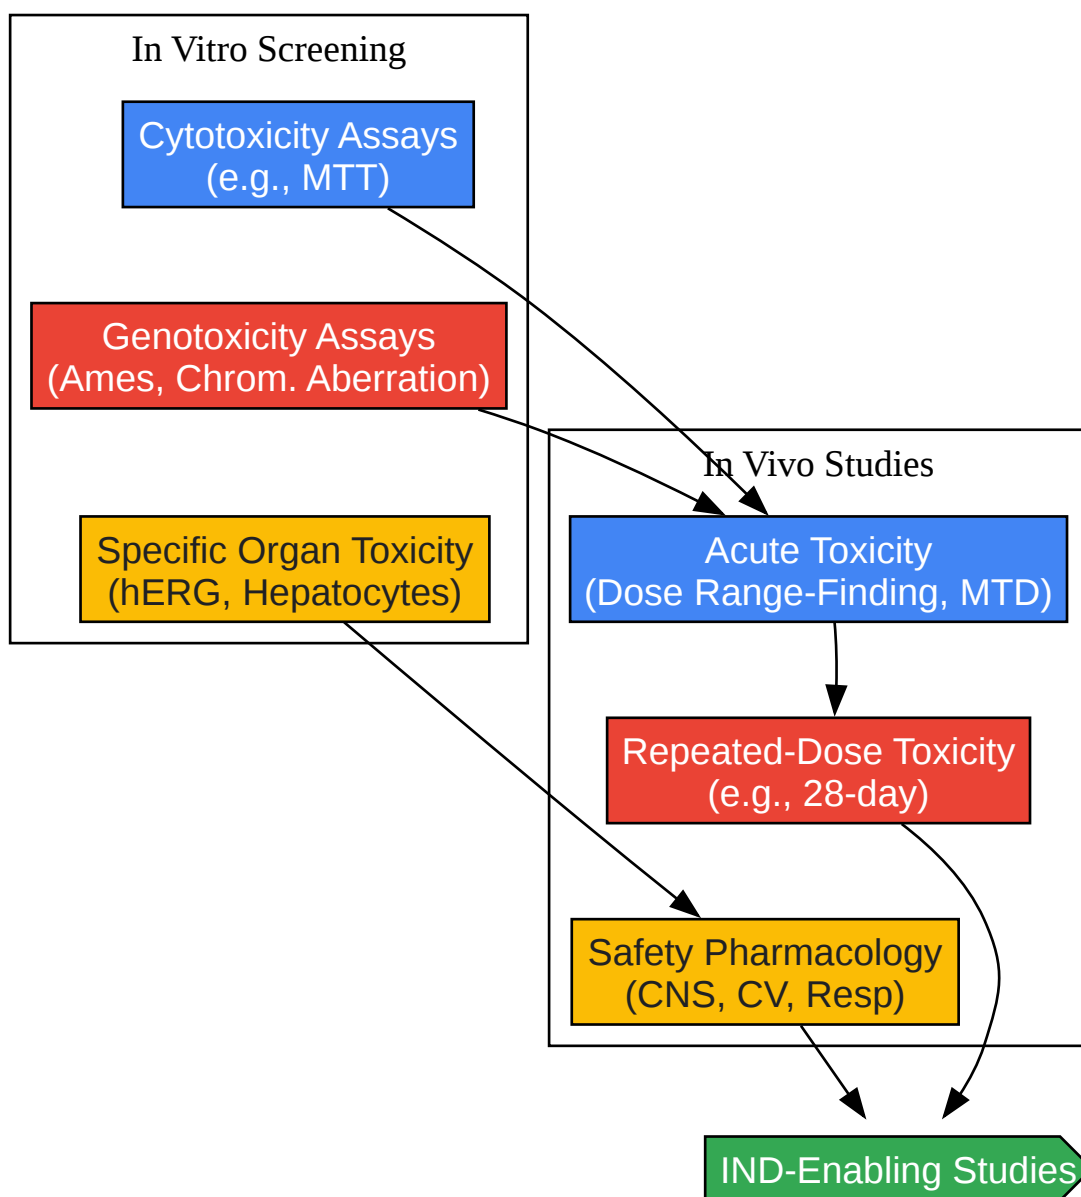 In Vitro Screening
Cytotoxicity Assays
(e.g., MTT)
Genotoxicity Assays
(Ames, Chrom. Aberration)
Specific Organ Toxicity
(hERG, Hepatocytes)
In Vivo Studies
Acute Toxicity
(Dose Range-Finding, MTD)
Repeated-Dose Toxicity
(e.g., 28-day)
Safety Pharmacology
(CNS, CV, Resp)
IND-Enabling Studies